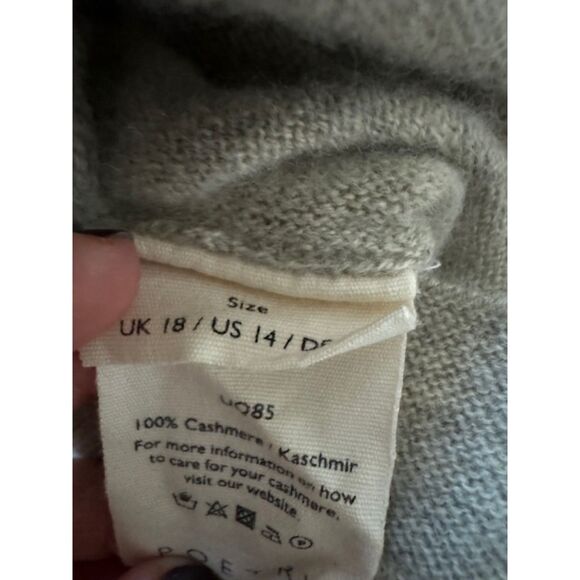 Size
UK 18 / US 14 /
100% Cashmere / Kaschmir
For more information on how
to care for your cashmere,
visit our website.